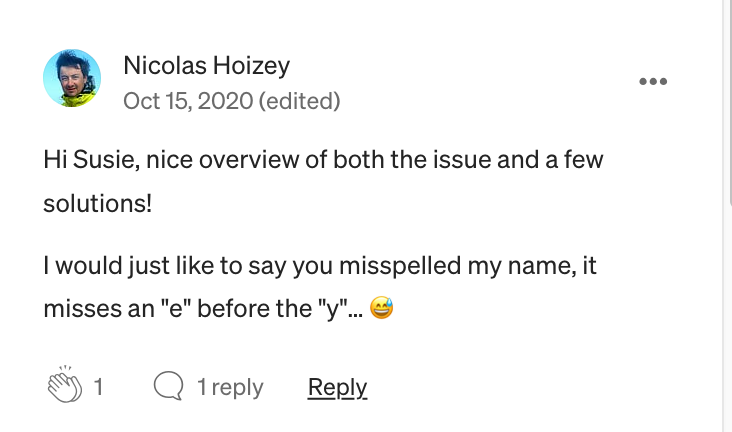 Nicolas Hoizey
Oct 15, 2020 (edited)
Hi Susie, nice overview of both the issue and a few
solutions!
I would just like to say you misspelled my name, it
misses an "e" before the "y"... 😅
1
1 reply
Reply